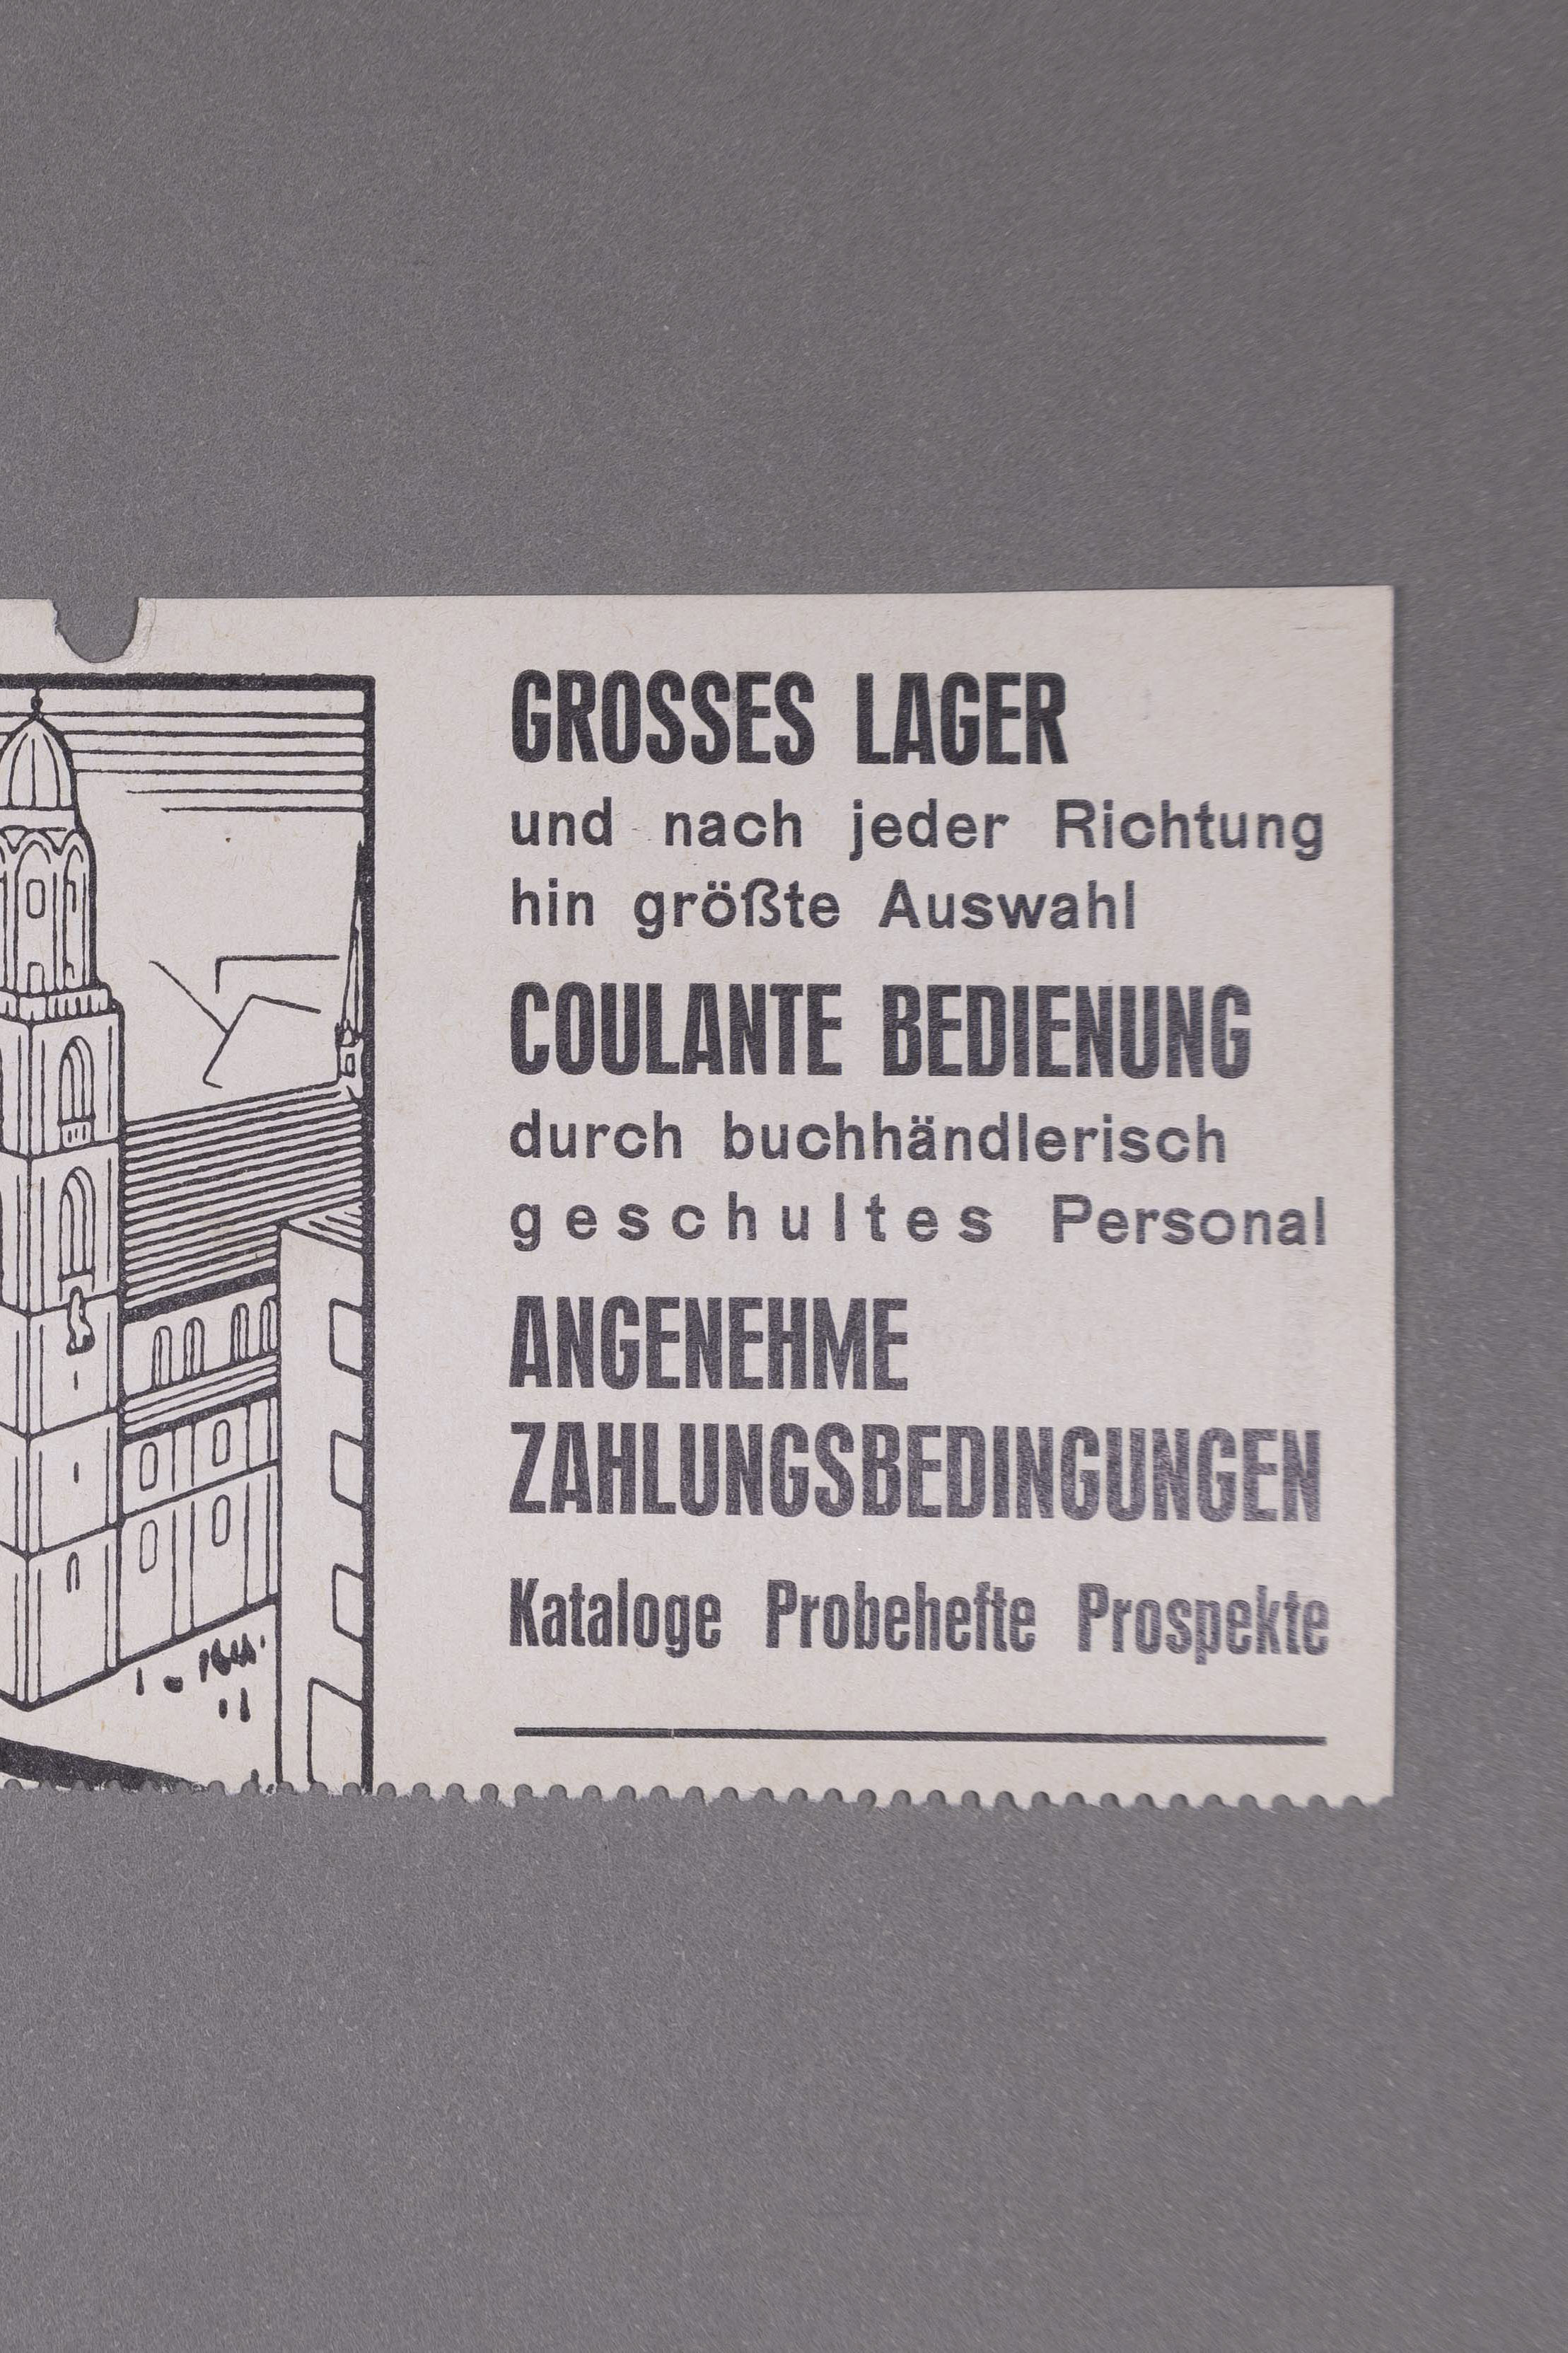 GROSSES LAGER
und nach jeder Richtung
hin größte Auswahl
COULANTE BEDIENUNG
durch buchhändlerisch
geschultes Personal
ANGENEHME
ZAHLUNGSBEDINGUNGEN
Kataloge Probehefte Prospekte